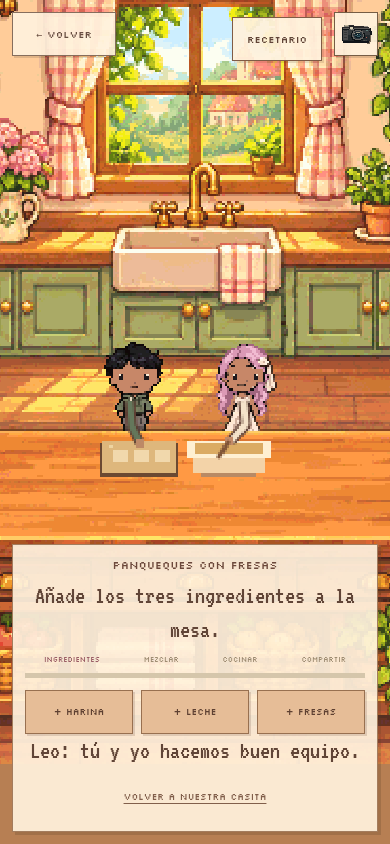 ← VOLVER
RECETARIO
PANQUEQUES CON FRESAS
Añade los tres ingredientes a la
mesa.
INGREDIENTES MEZCLAR COCINAR COMPARTIR
+ HARINA + LECHE + FRESAS
Leo: tú y yo hacemos buen equipo.
VOLVER A NUESTRA CASITA